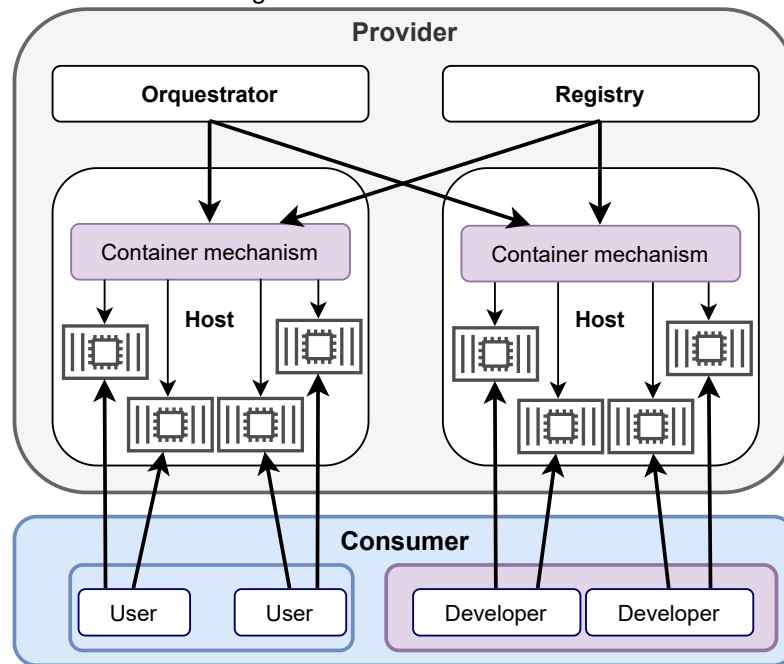 Provider
Orquestrator
Registry
Container mechanism
Container mechanism
Host
Host
Consumer
User
User
Developer
Developer